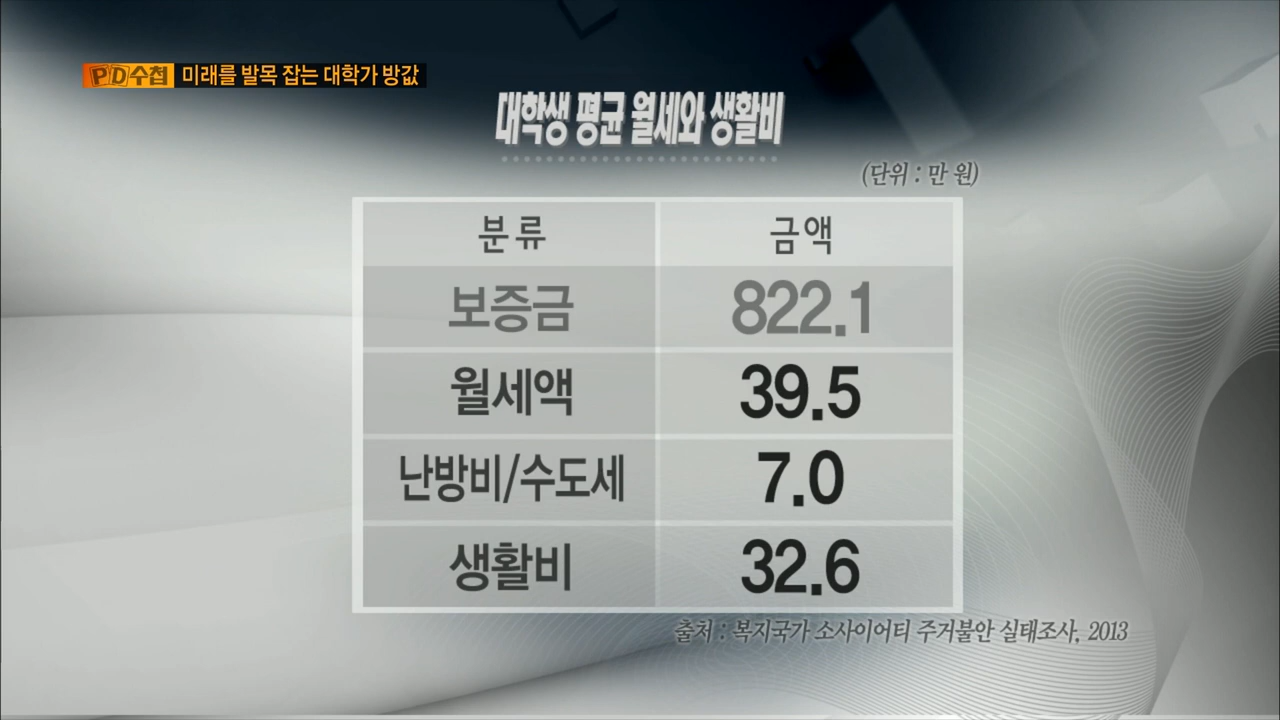 PD수첩 미래를 발목 잡는 대학가 방값
대학생 평균 월세와 생활비
(단위 : 만 원)
분류 금액
보증금 822.1
월세액 39.5
난방비/수도세 7.0
생활비 32.6
출처 : 복지국가 소사이어티 주거불안 실태조사, 2013